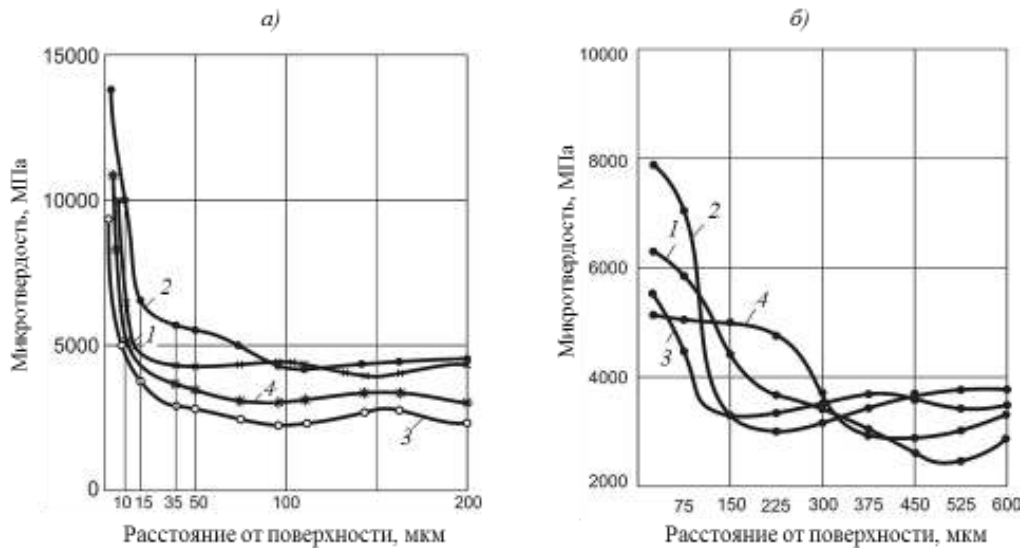 а)
15000
10000
5000
0
Микротвердость, МПа
2
1
4
3
10 15 35 50 100 200
Расстояние от поверхности, мкм
б)
10000
8000
6000
4000
2000
Микротвердость, МПа
2
1
4
3
75 150 225 300 375 450 525 600
Расстояние от поверхности, мкм